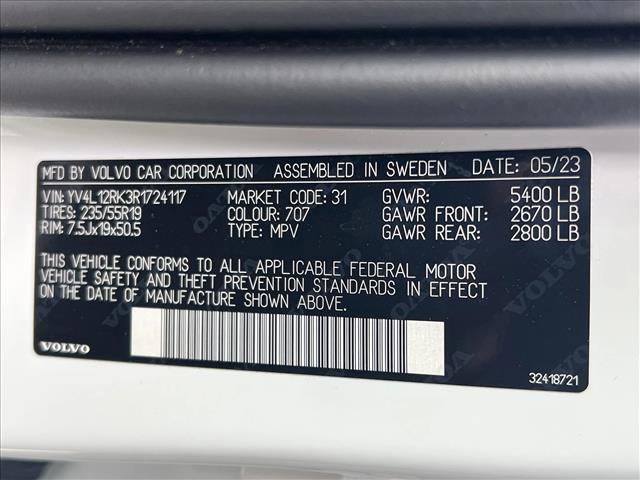 MFD BY VOLVO CAR CORPORATION ASSEMBLED IN SWEDEN DATE: 05/23
VIN: YV4L12RK3R1724117 MARKET CODE: 31 GVWR: 5400 LB
TIRES: 235/55R19 COLOUR: 707 GAWR FRONT: 2670 LB
RIM: 7.5Jx19x50.5 TYPE: MPV GAWR REAR: 2800 LB
THIS VEHICLE CONFORMS TO ALL APPLICABLE FEDERAL MOTOR
VEHICLE SAFETY AND THEFT PREVENTION STANDARDS IN EFFECT
ON THE DATE OF MANUFACTURE SHOWN ABOVE.
VOLVO
32418721